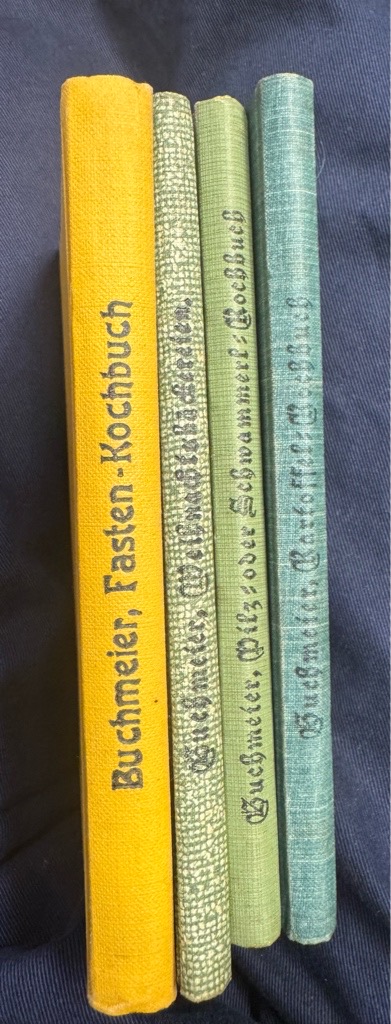 Buchmeier, Fasten-Kochbuch
Buchmeier, Weihnachtsbäckereien.
Buchmeier, Pilz- oder Schwammerl-Kochbuch
Buchmeier, Kartoffel-Kochbuch